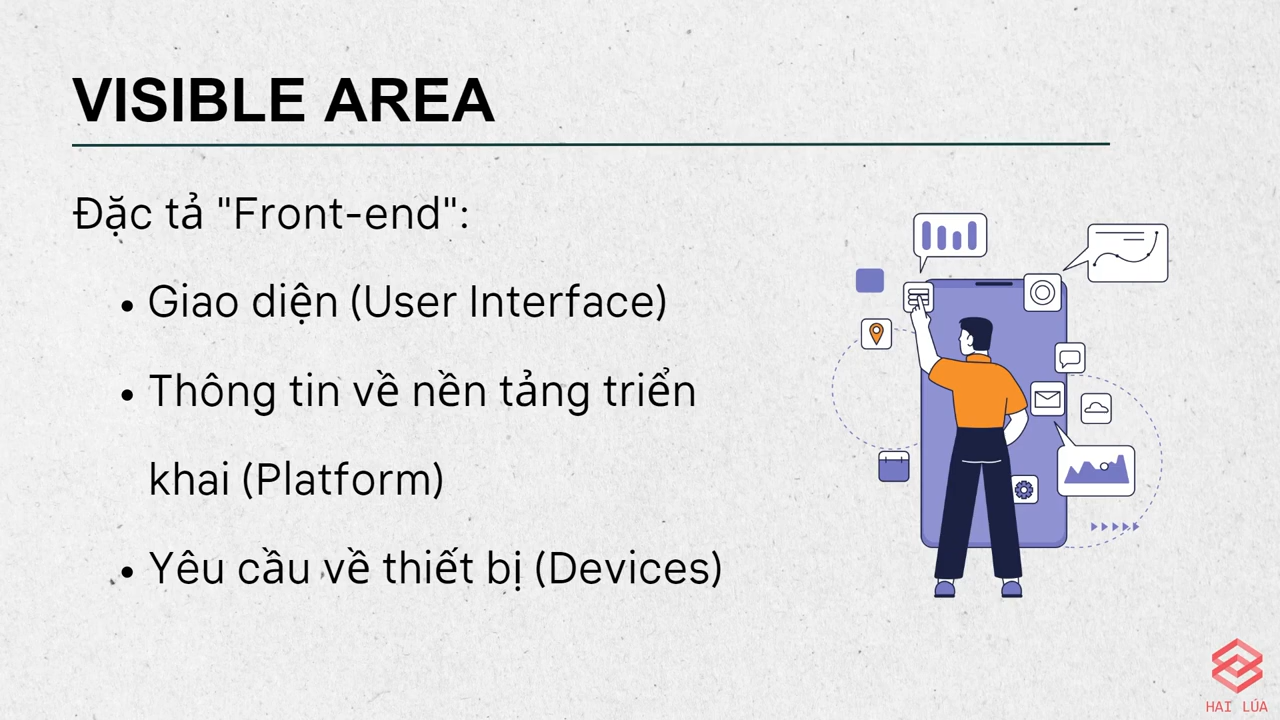 VISIBLE AREA
Đặc tả "Front-end":
• Giao diện (User Interface)
• Thông tin về nền tảng triển
khai (Platform)
• Yêu cầu về thiết bị (Devices)
HAI LÚA